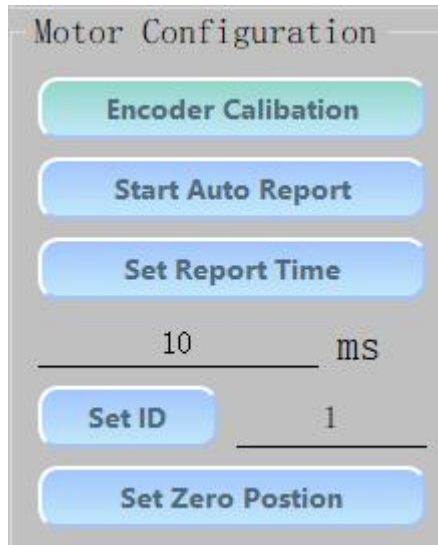 Motor Configuration
Encoder Calibation
Start Auto Report
Set Report Time
10 ms
Set ID 1
Set Zero Postion